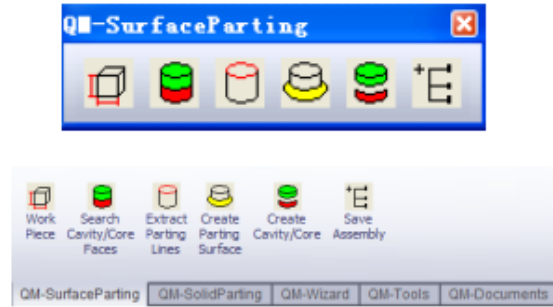 QM-SurfaceParting
Work Piece
Search Cavity/Core Faces
Extract Parting Lines
Create Parting Surface
Create Cavity/Core
Save Assembly
QM-SurfaceParting QM-SolidParting QM-Wizard QM-Tools QM-Documents